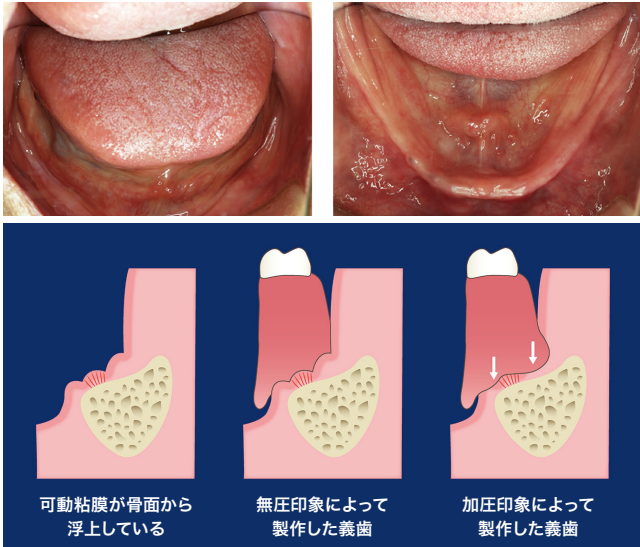 可動粘膜が骨面から
浮上している
無圧印象によって
製作した義歯
加圧印象によって
製作した義歯